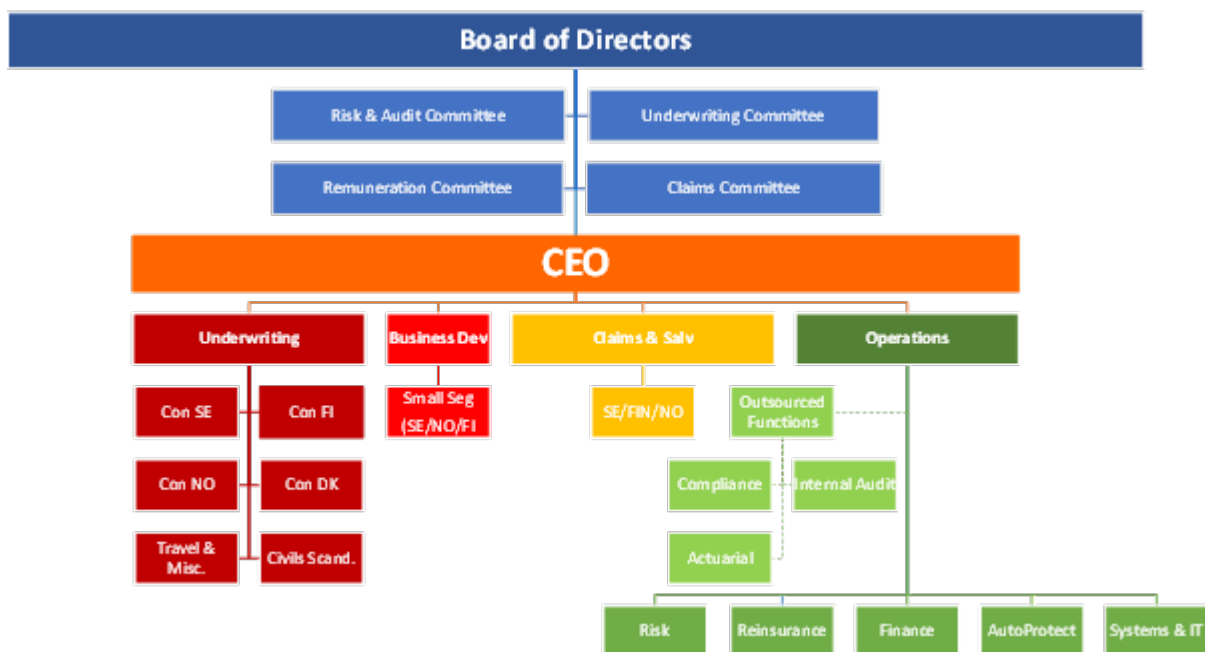 Board of Directors
Risk & Audit Committee
Underwriting Committee
Remuneration Committee
Claims Committee
CEO
Underwriting
Business Dev
Claims & Salv
Operations
Con SE
Con FI
Small Seg
(SE/NO/FI
SE/FIN/NO
Outsourced
Functions
Con NO
Con DK
Compliance
Internal Audit
Travel &
Misc.
Civils Scand.
Actuarial
Risk
Reinsurance
Finance
AutoProtect
Systems & IT